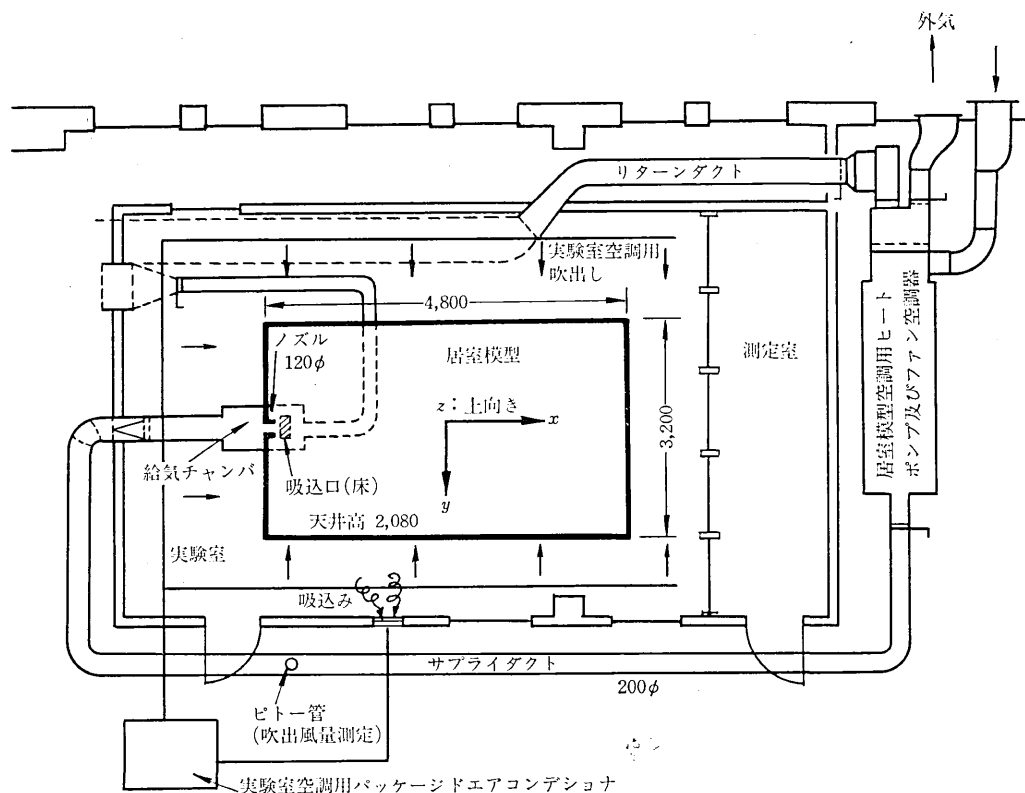 外気
リターンダクト
実験室空調用
吹出し
4,800
ノズル
120φ
居室模型
測定室
z：上向き
x
3,200
居室模型空調用ヒート
ポンプ及びファン空調器
給気チャンバ
吸込口(床)
y
天井高 2,080
実験室
吸込み
サプライダクト
200φ
ピトー管
(吹出風量測定)
実験室空調用パッケージドエアコンデショナ